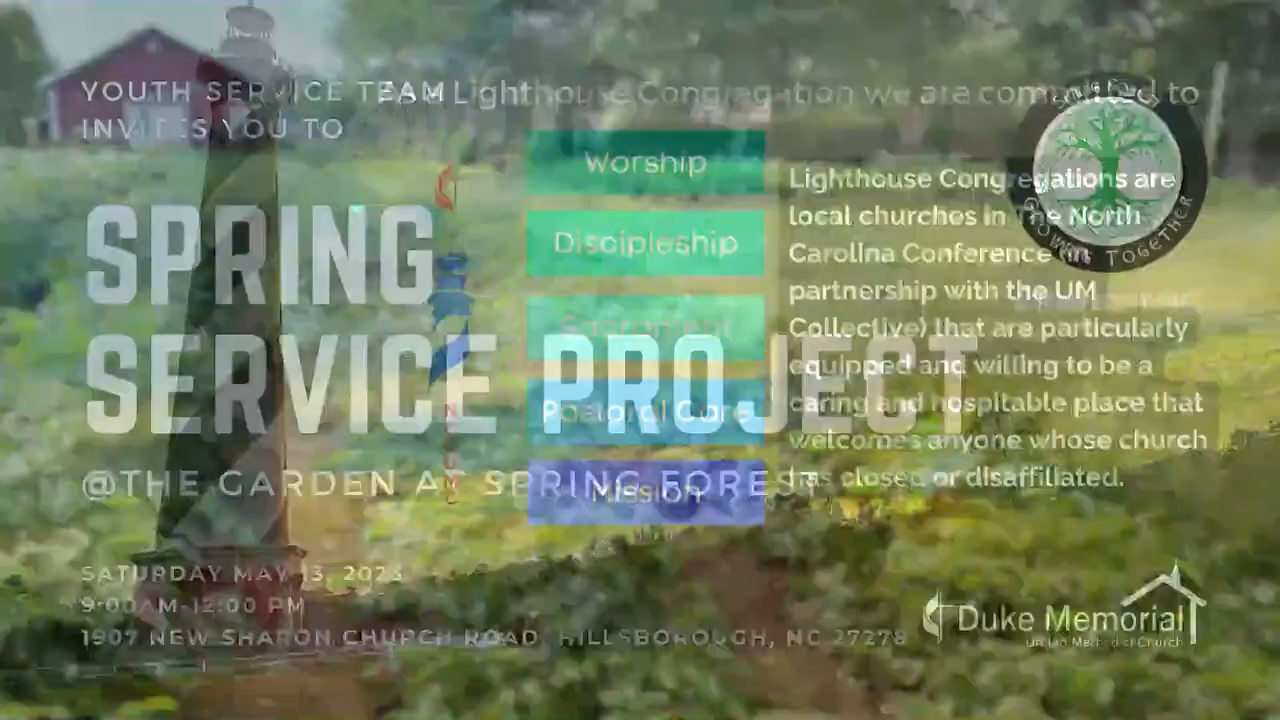 YOUTH SERVICE TEAM
INVITES YOU TO
SPRING
SERVICE PROJECT
@THE GARDEN AT SPRING FOREST
SATURDAY MAY 13, 2023
9:00AM-12:00 PM
1907 NEW SHARON CHURCH ROAD, HILLSBOROUGH, NC 27278
Lighthouse Congregation we are committed to
Worship
Discipleship
Sacrament
Pastoral Care
Mission
Lighthouse Congregations are
local churches in The North
Carolina Conference
partnership with the UM
Collective) that are particularly
equipped and willing to be a
caring and hospitable place that
welcomes anyone whose church
has closed or disaffiliated.
GROWING TOGETHER
Duke Memorial
United Methodist Church